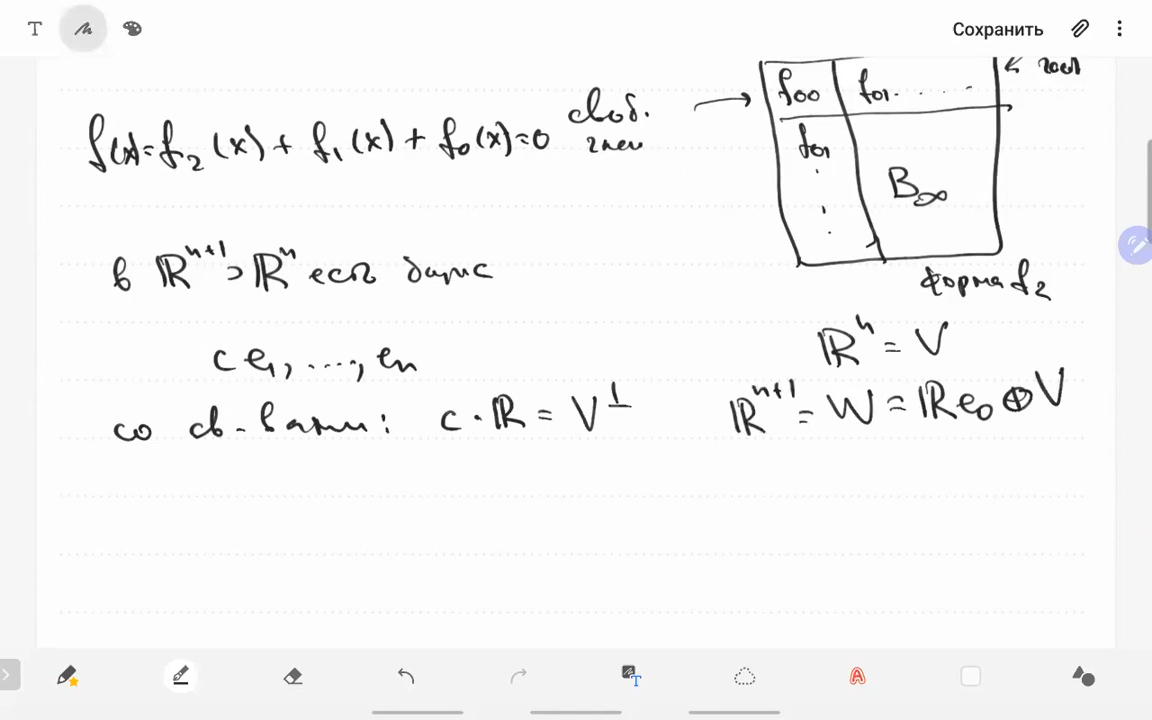 T Сохранить
f(x)=f₂(x) + f₁(x) + f₀(x)=0
своб.
член
f₀₀ f₀₁.....
f₀₁
B∞
форма f₂
в ℝⁿ⁺¹ ⊃ ℝⁿ есть базис
c e₁, ..., eₙ
ℝⁿ = V
со св-вами: c·ℝ = V^⊥
ℝⁿ⁺¹ = W = ℝe₀ ⊕ V
T
A